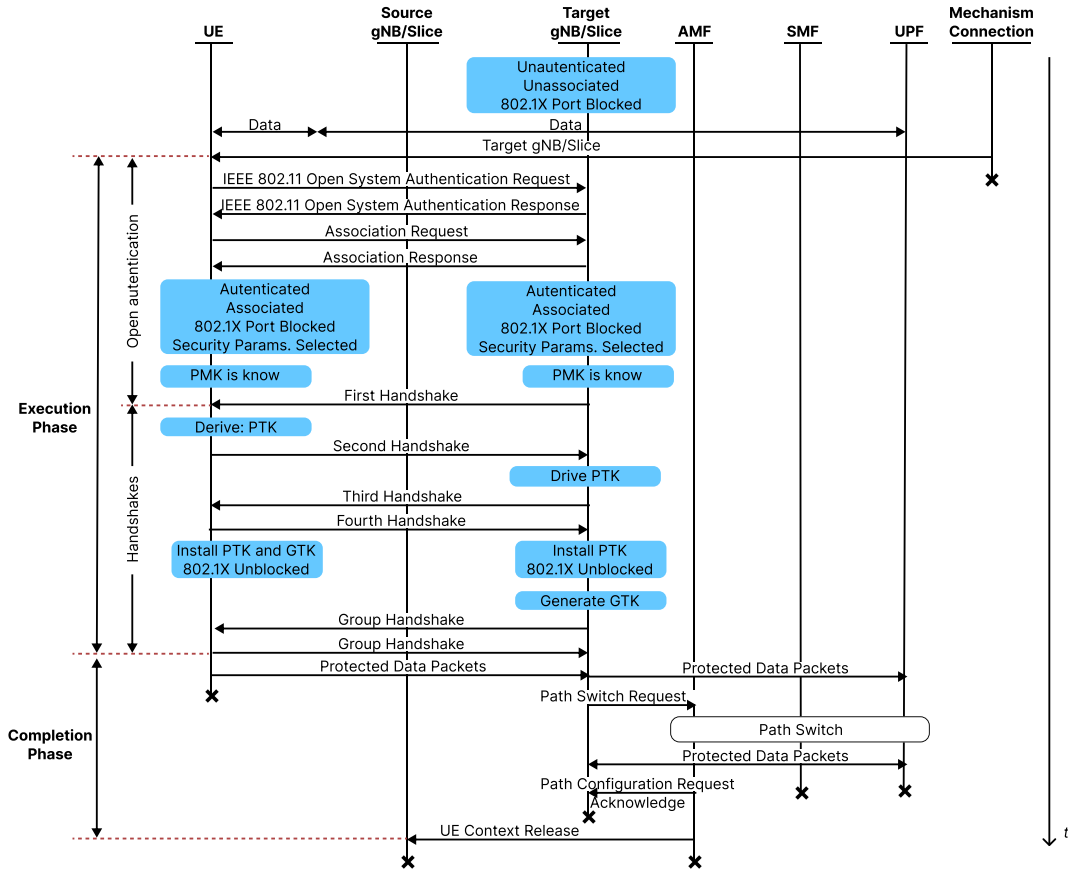 UE
Source
gNB/Slice
Target
gNB/Slice
AMF
SMF
UPF
Mechanism
Connection
Unautenticated
Unassociated
802.1X Port Blocked
Data
Data
Target gNB/Slice
IEEE 802.11 Open System Authentication Request
IEEE 802.11 Open System Authentication Response
Association Request
Association Response
Open autentication
Autenticated
Associated
802.1X Port Blocked
Security Params. Selected
Autenticated
Associated
802.1X Port Blocked
Security Params. Selected
PMK is know
PMK is know
Execution
Phase
First Handshake
Derive: PTK
Second Handshake
Drive PTK
Handshakes
Third Handshake
Fourth Handshake
Install PTK and GTK
802.1X Unblocked
Install PTK
802.1X Unblocked
Generate GTK
Group Handshake
Group Handshake
Protected Data Packets
Protected Data Packets
Path Switch Request
Completion
Phase
Path Switch
Protected Data Packets
Path Configuration Request
Acknowledge
UE Context Release
t